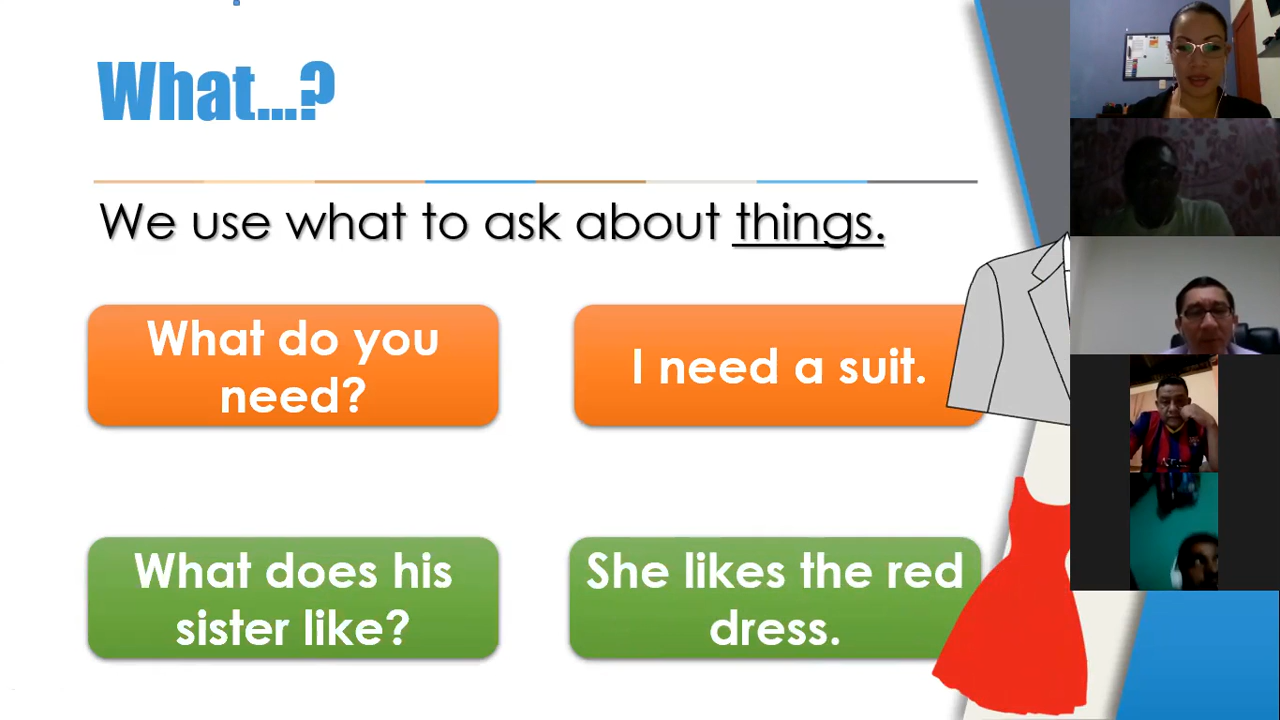 What...?
We use what to ask about things.
What do you
need?
I need a suit.
What does his
sister like?
She likes the red
dress.